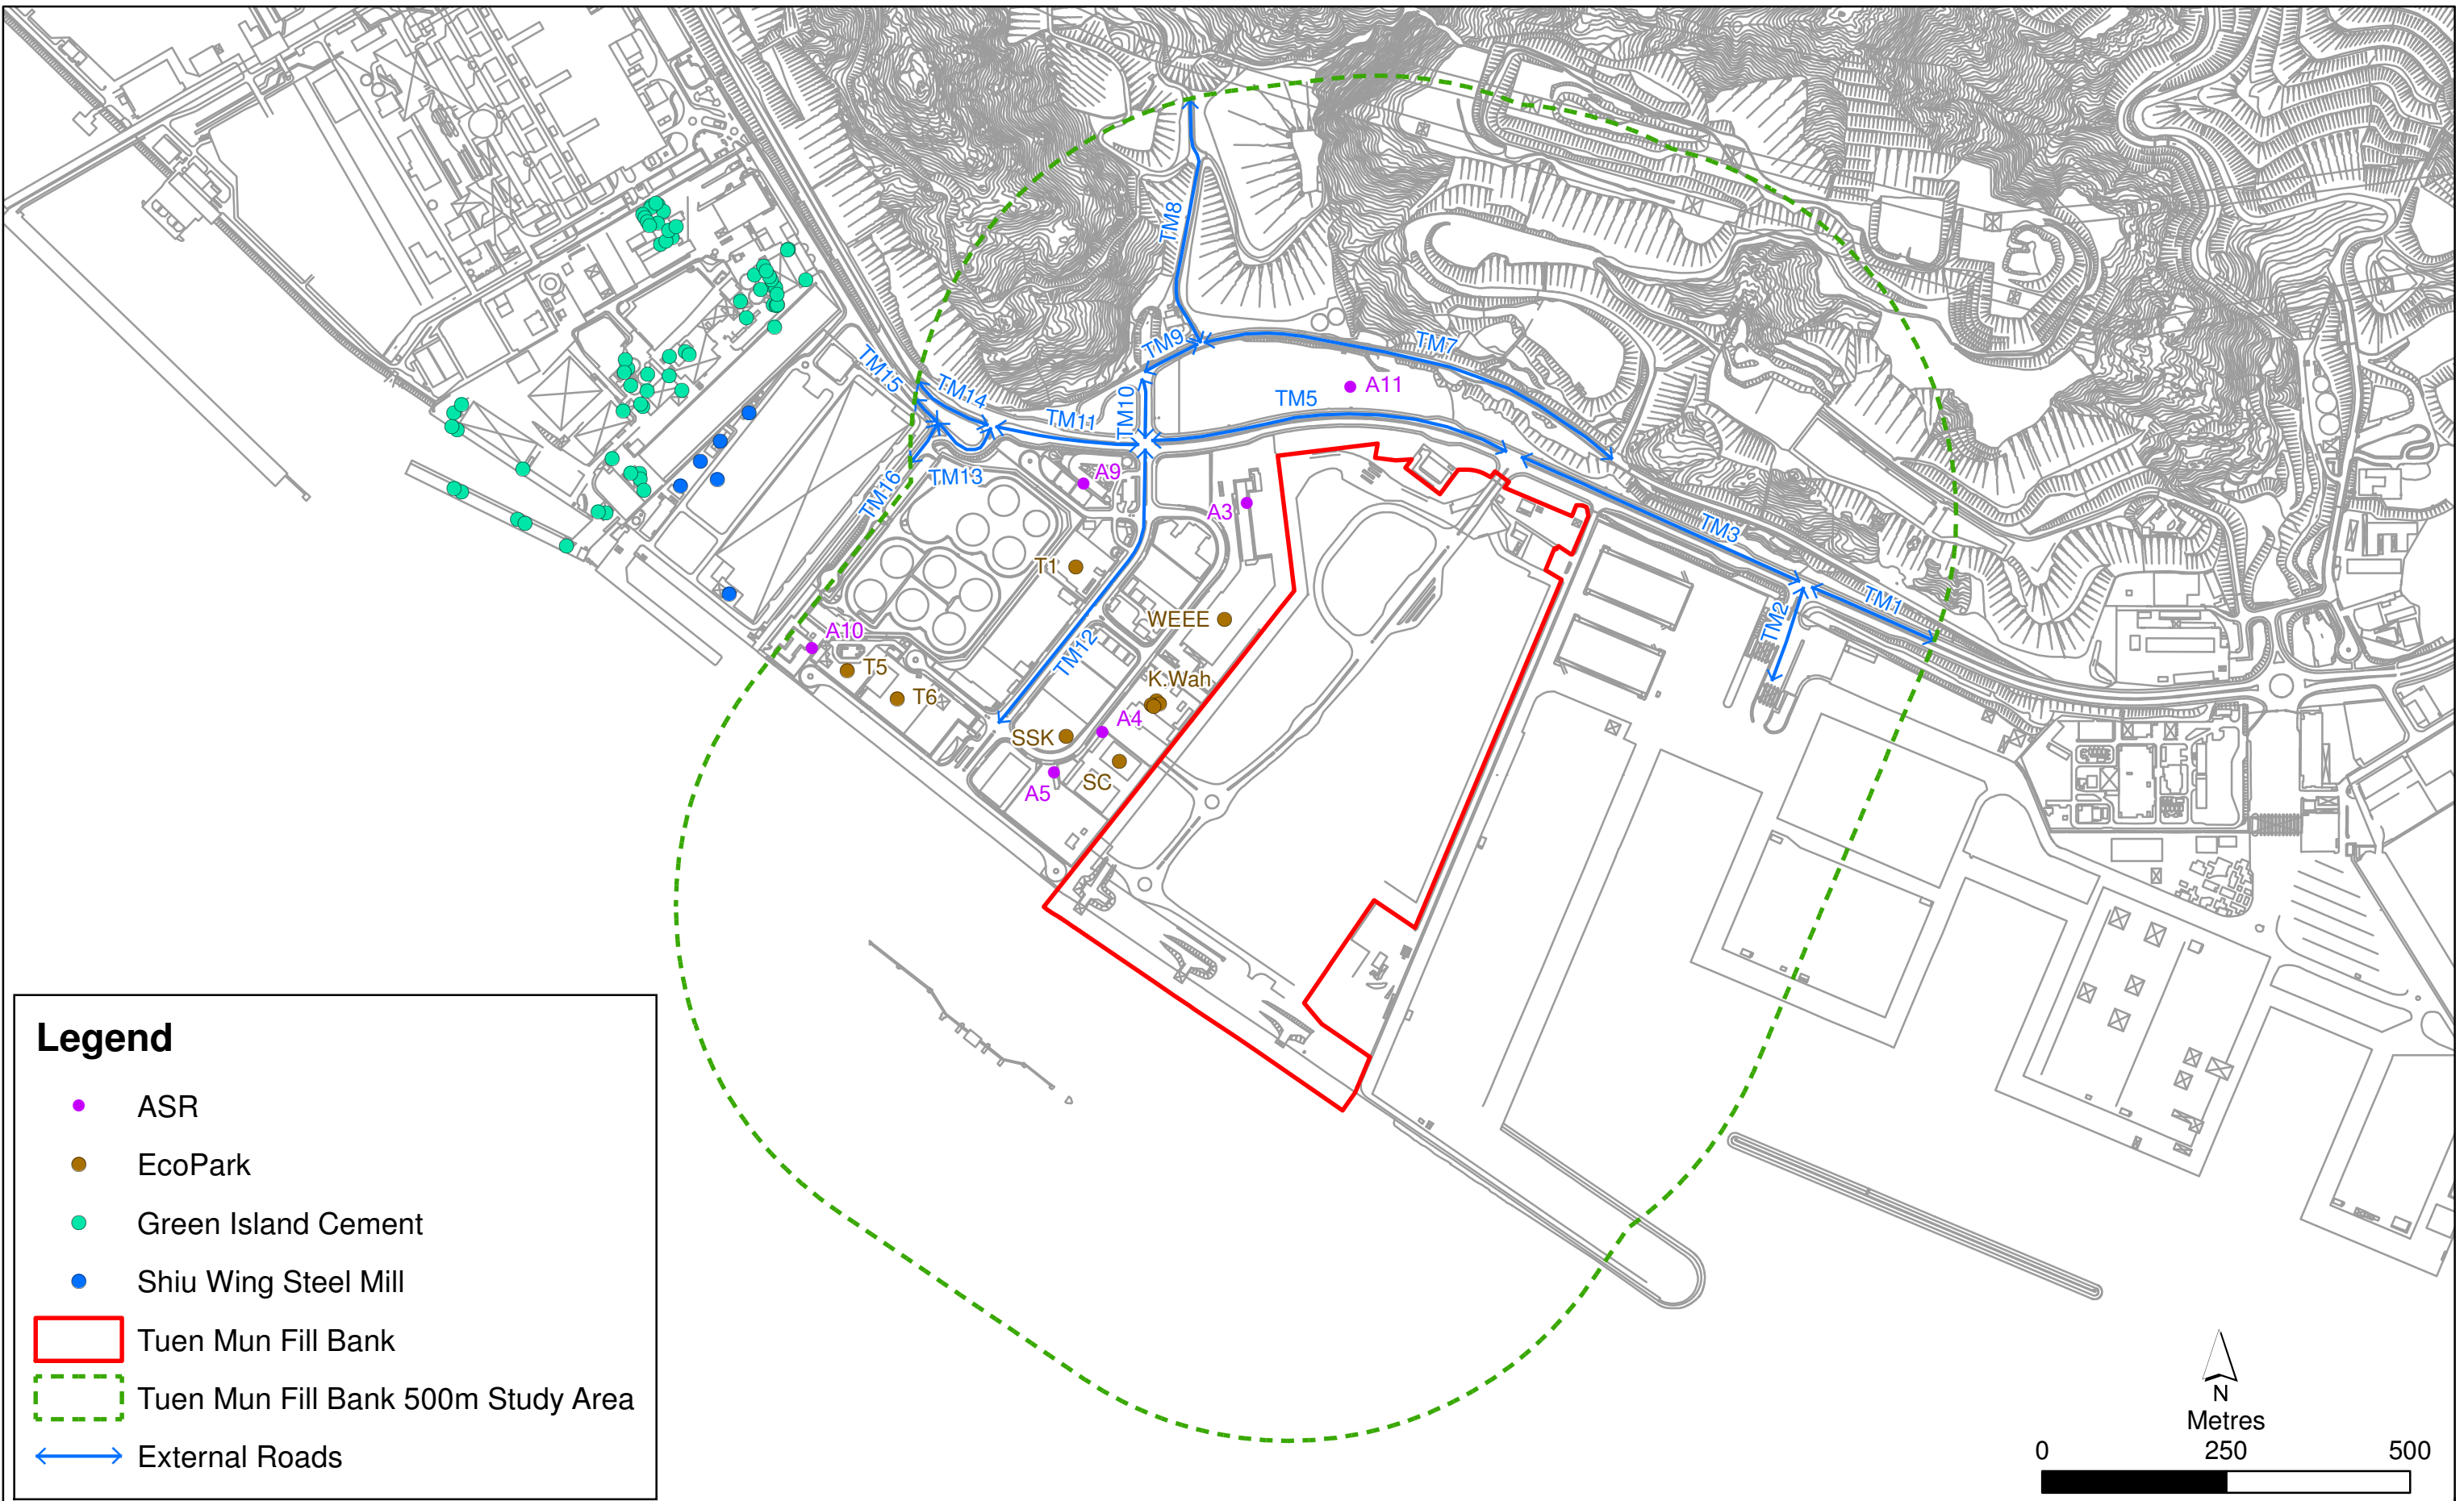 TM8
TM9
TM7
TM15
TM14
TM10
TM11
TM5
A11
TM13
TM16
A9
A3
TM3
T1
TM1
TM2
WEEE
A10
T5
TM12
T6
K.Wah
A4
SSK
SC
A5
Legend
ASR
EcoPark
Green Island Cement
Shiu Wing Steel Mill
Tuen Mun Fill Bank
Tuen Mun Fill Bank 500m Study Area
External Roads
N
Metres
0 250 500